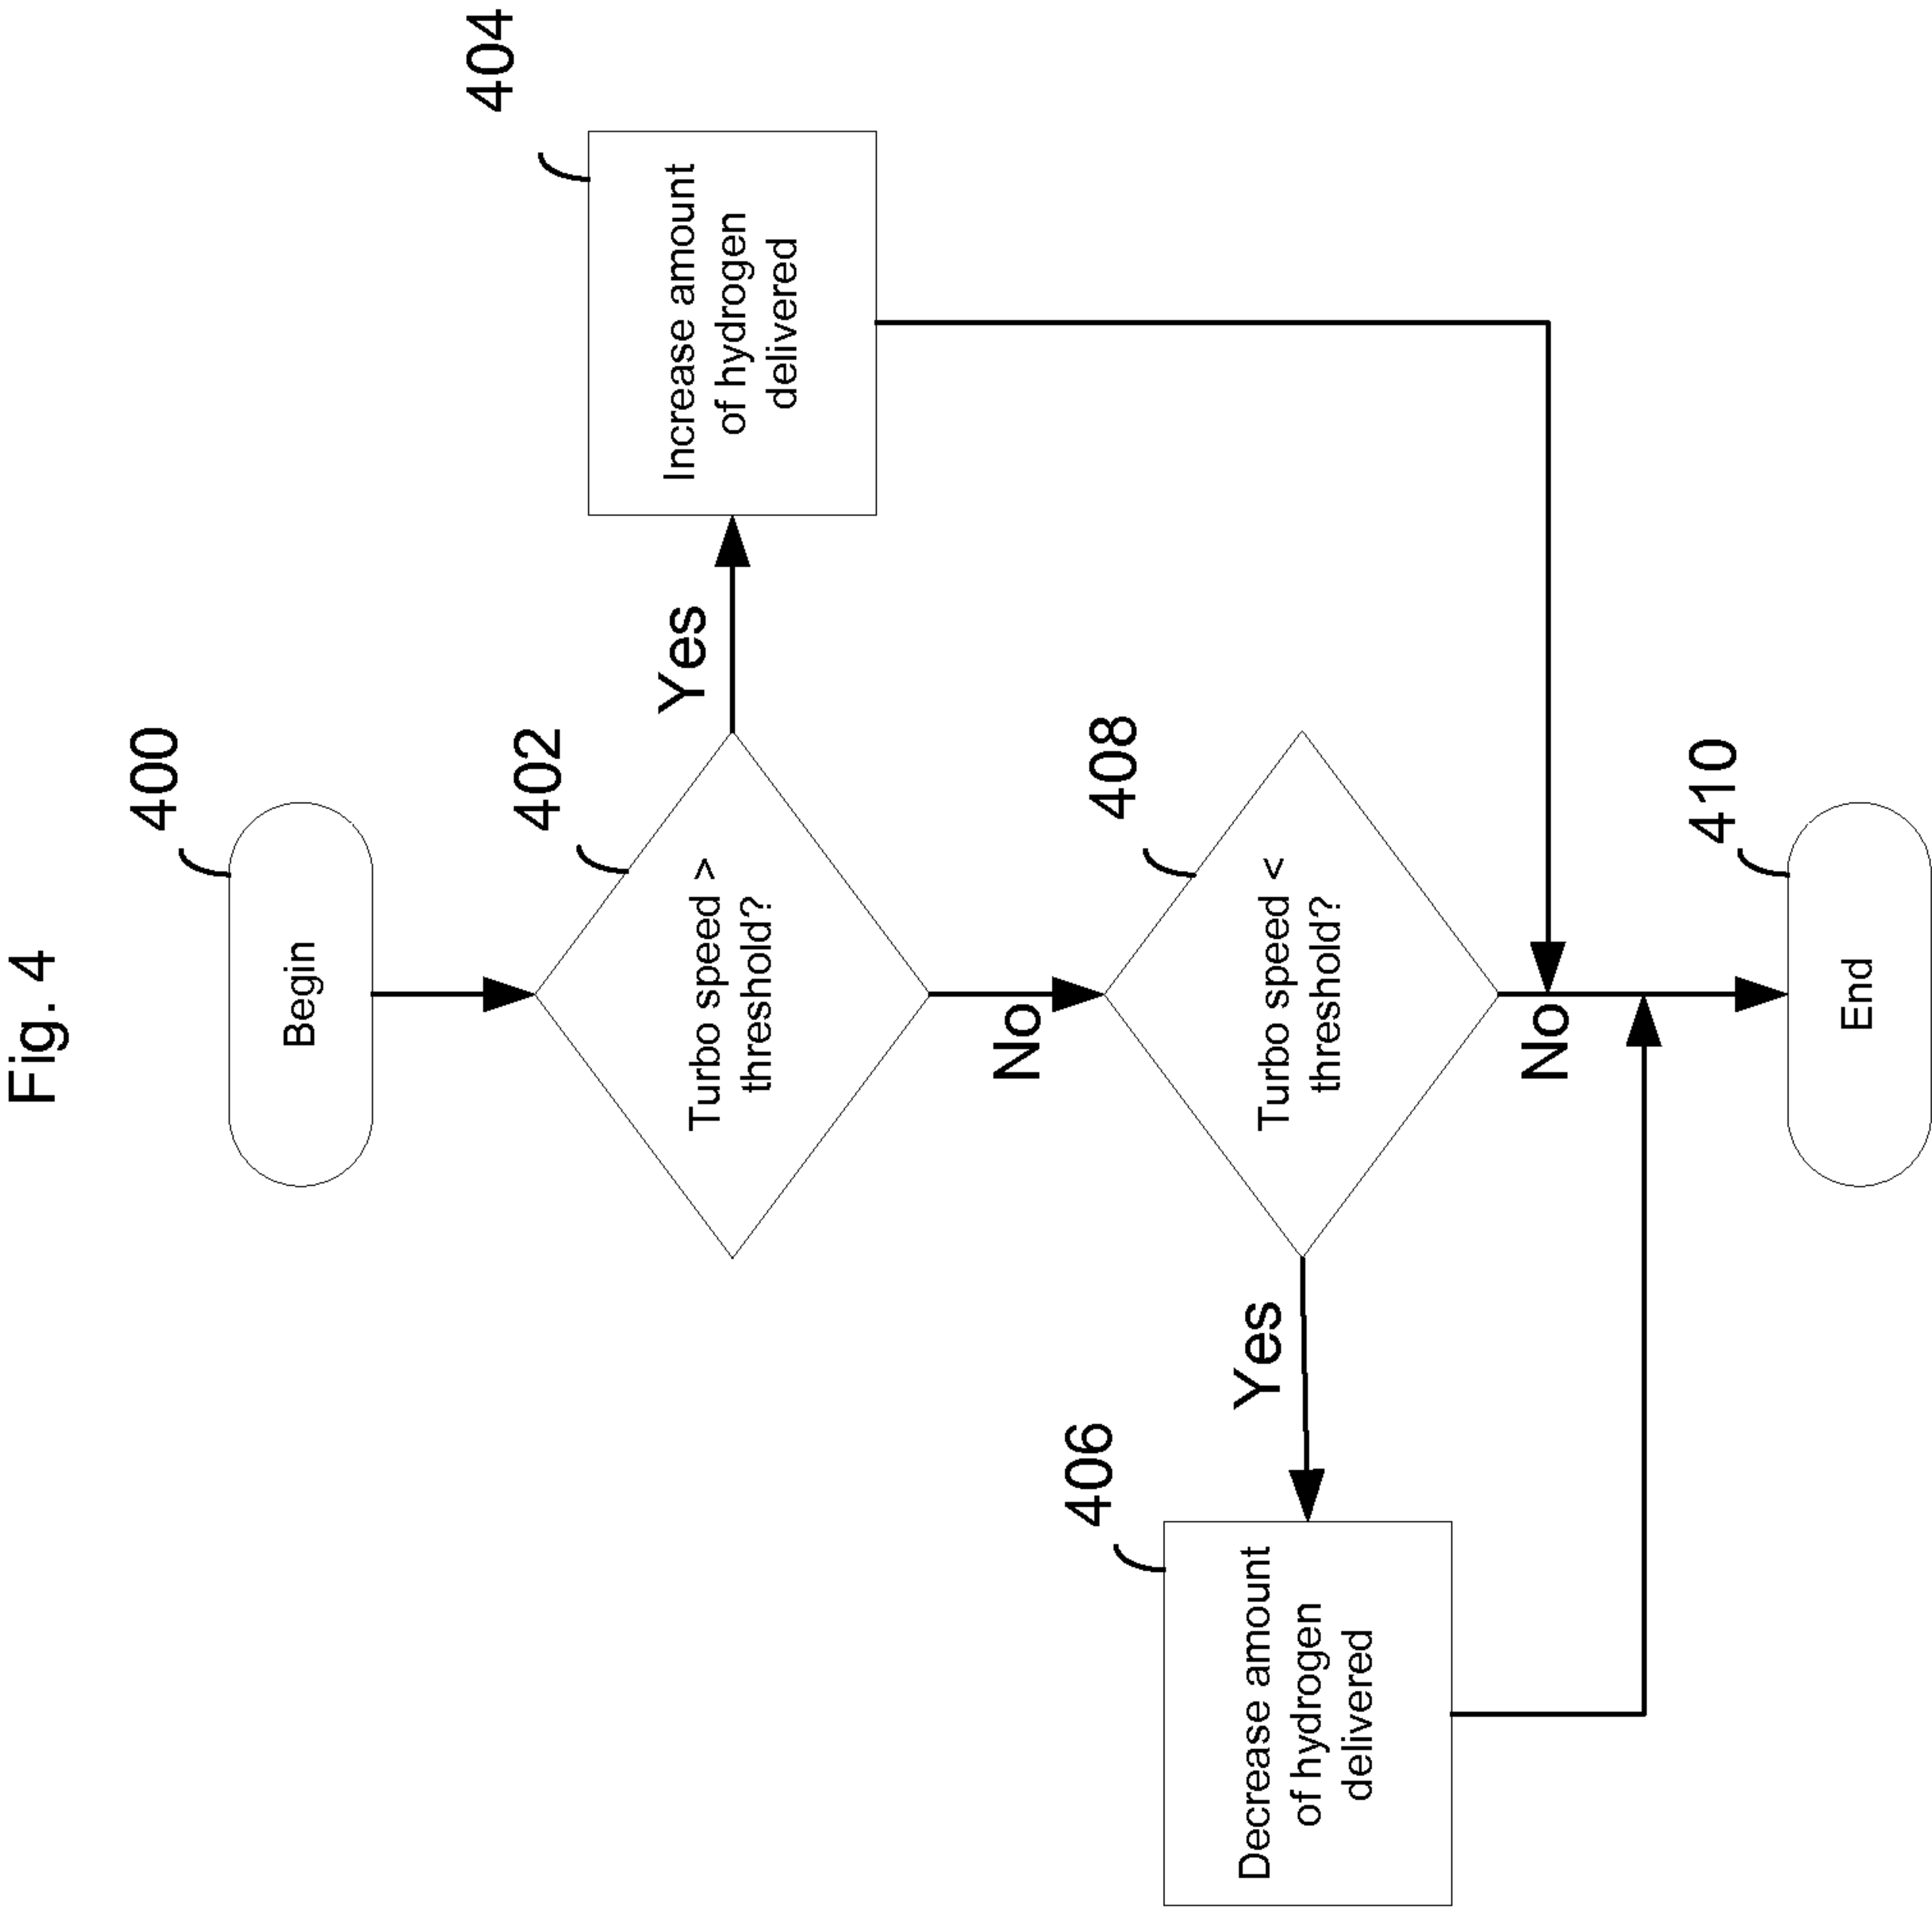 Fig. 4
400
Begin
402
Turbo speed >
threshold?
Yes
404
Increase amount
of hydrogen
delivered
No
408
Turbo speed <
threshold?
Yes
406
Decrease amount
of hydrogen
delivered
No
410
End